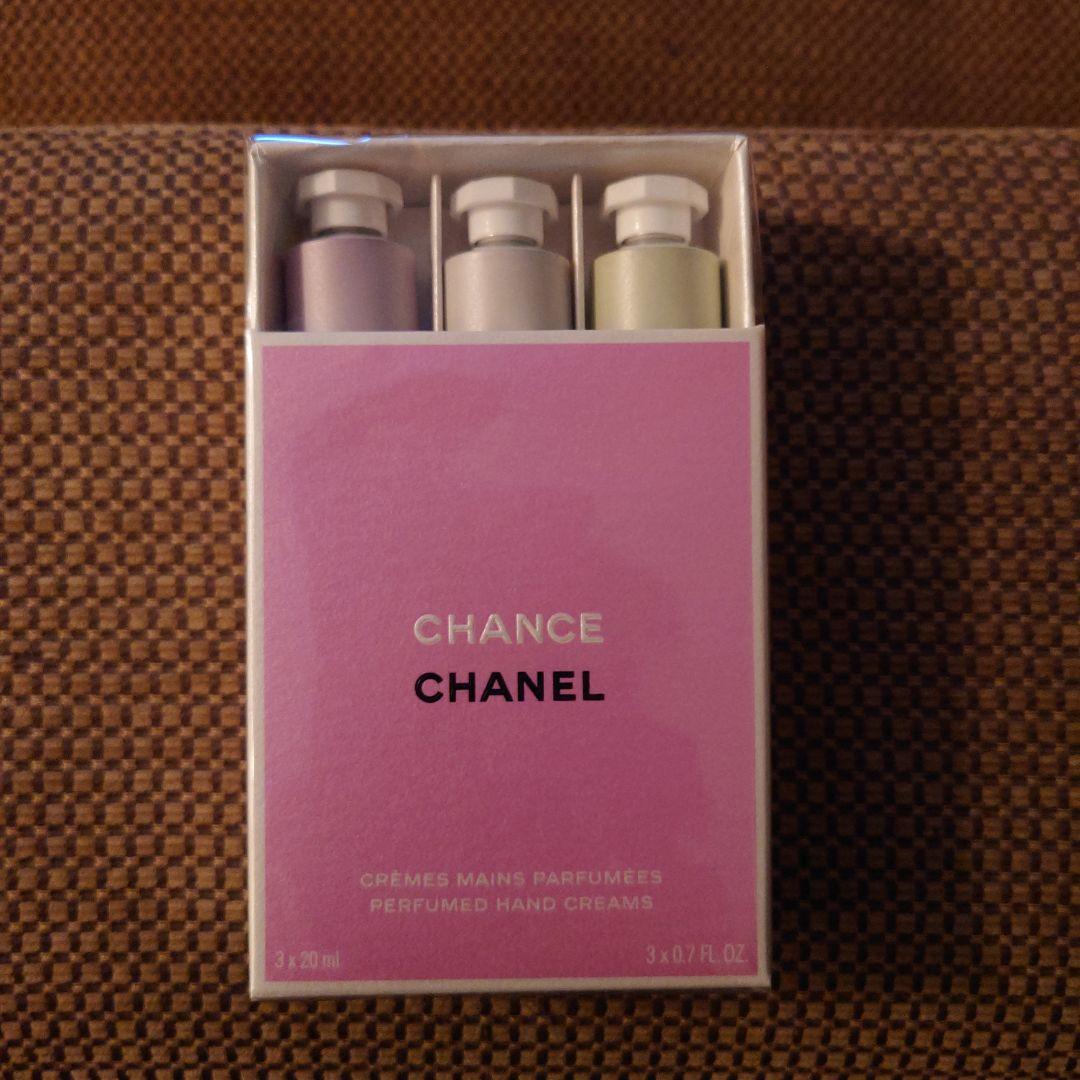 CHANCE
CHANEL
CRÈMES MAINS PARFUMÉES
PERFUMED HAND CREAMS
3 x 20 ml
3 x 0.7 FL. OZ.